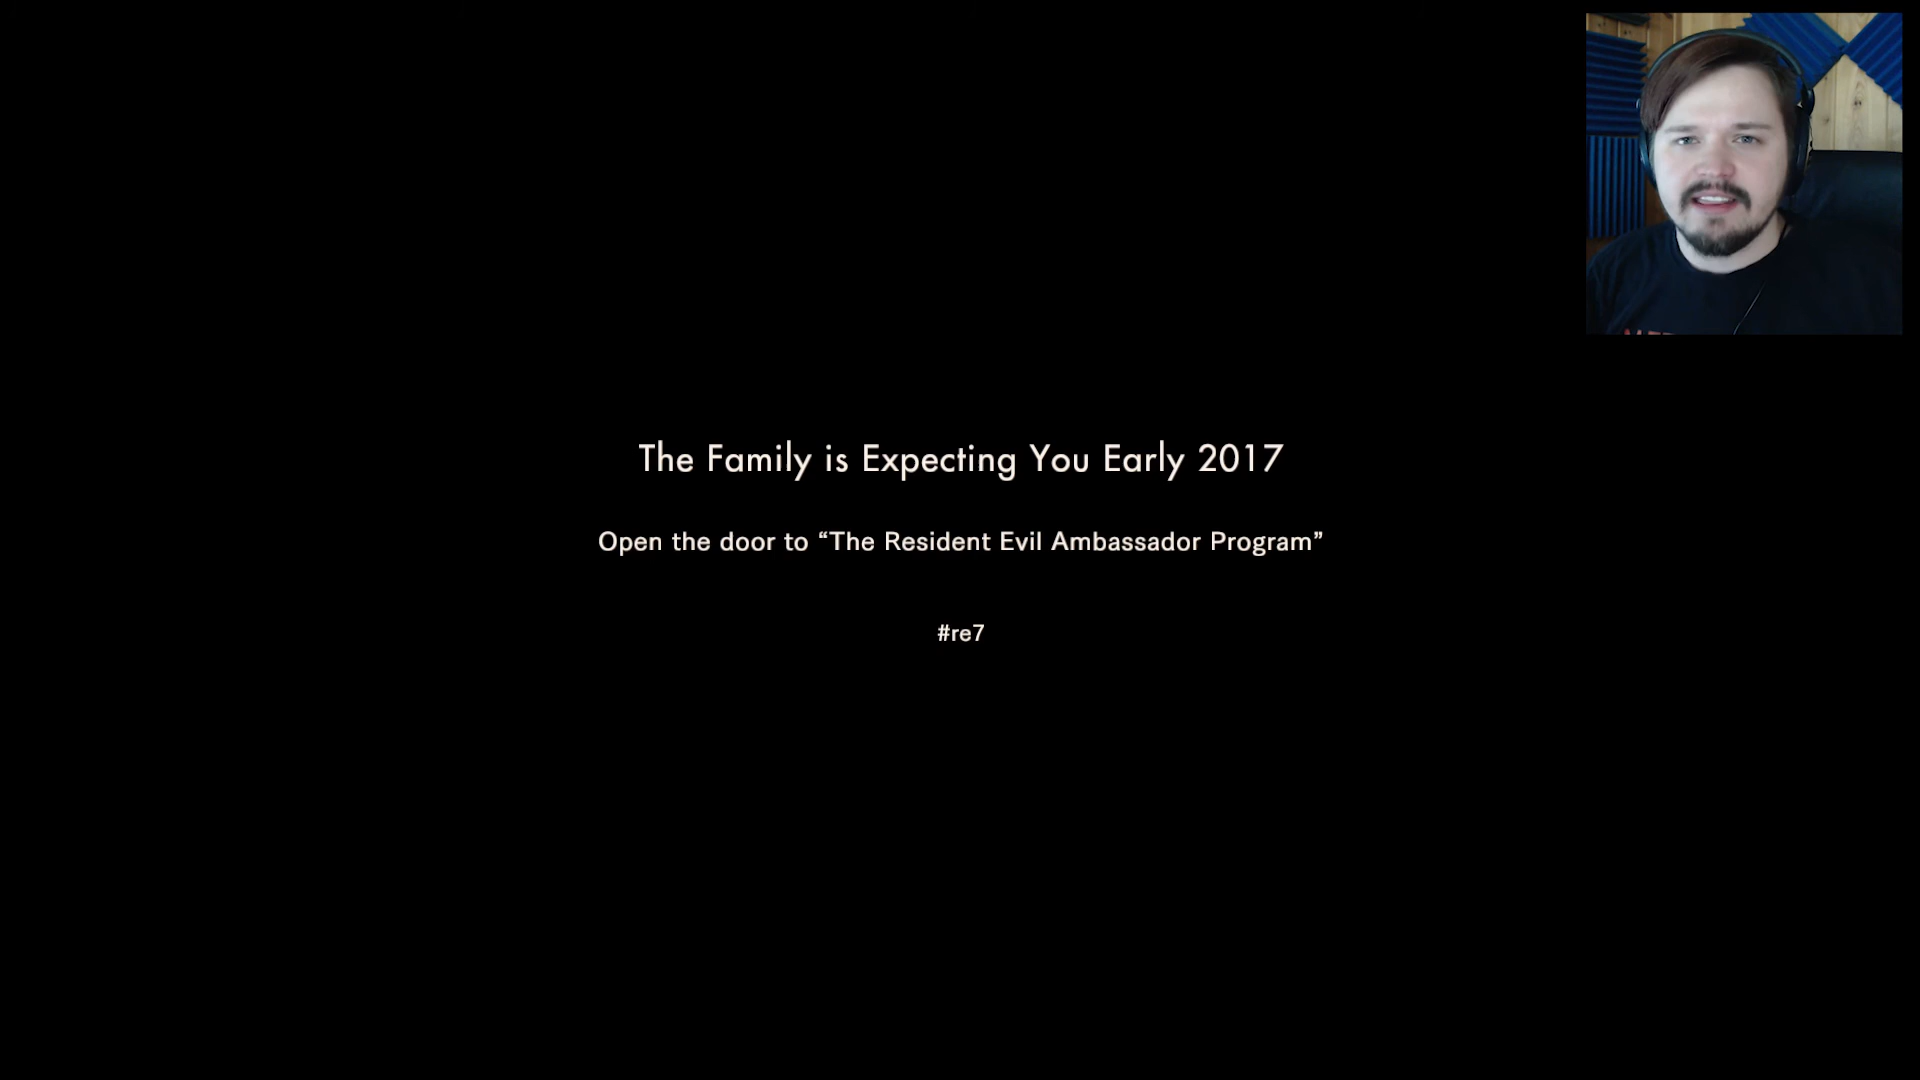 The Family is Expecting You Early 2017
Open the door to “The Resident Evil Ambassador Program”
#re7